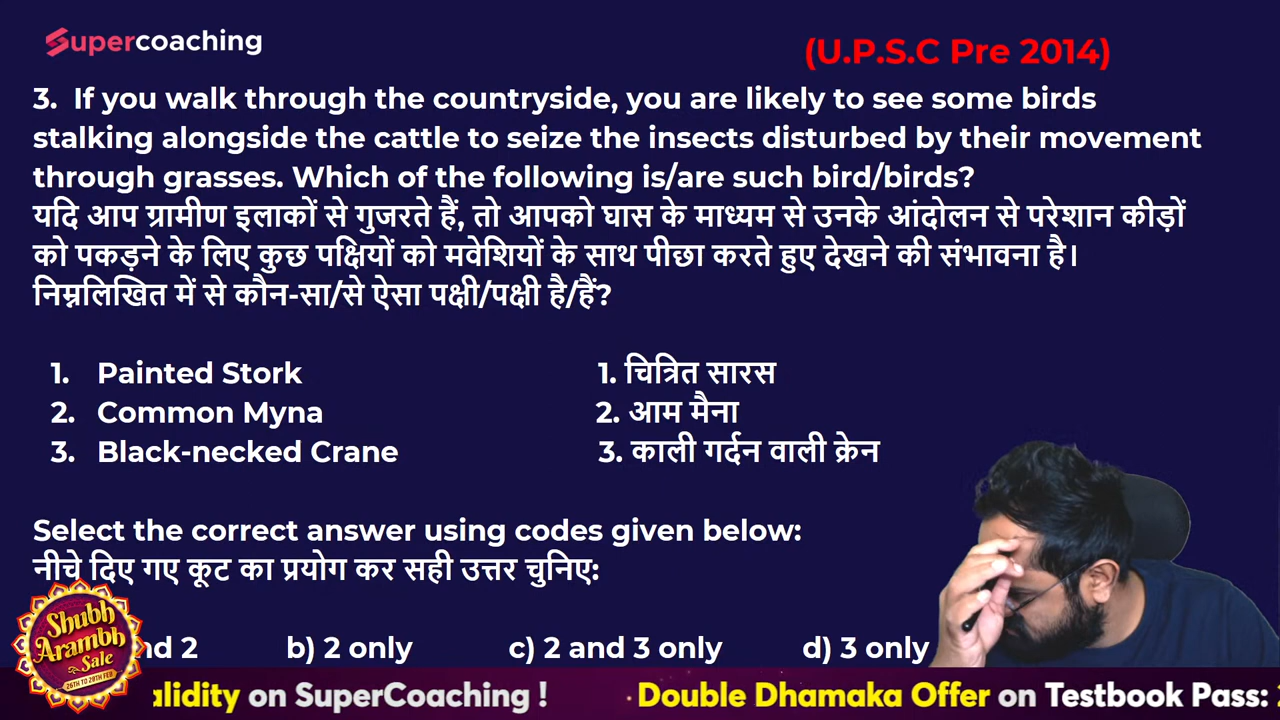 Supercoaching
(U.P.S.C Pre 2014)
3. If you walk through the countryside, you are likely to see some birds
stalking alongside the cattle to seize the insects disturbed by their movement
through grasses. Which of the following is/are such bird/birds?
यदि आप ग्रामीण इलाकों से गुजरते हैं, तो आपको घास के माध्यम से उनके आंदोलन से परेशान कीड़ों
को पकड़ने के लिए कुछ पक्षियों को मवेशियों के साथ पीछा करते हुए देखने की संभावना है।
निम्नलिखित में से कौन-सा/से ऐसा पक्षी/पक्षी है/हैं?
1. Painted Stork 1. चित्रित सारस
2. Common Myna 2. आम मैना
3. Black-necked Crane 3. काली गर्दन वाली क्रेन
Select the correct answer using codes given below:
नीचे दिए गए कूट का प्रयोग कर सही उत्तर चुनिए:
nd 2 b) 2 only c) 2 and 3 only d) 3 only
Shubh
Arambh
Sale
26TH TO 28TH FEB
alidity on SuperCoaching ! Double Dhamaka Offer on Testbook Pass: